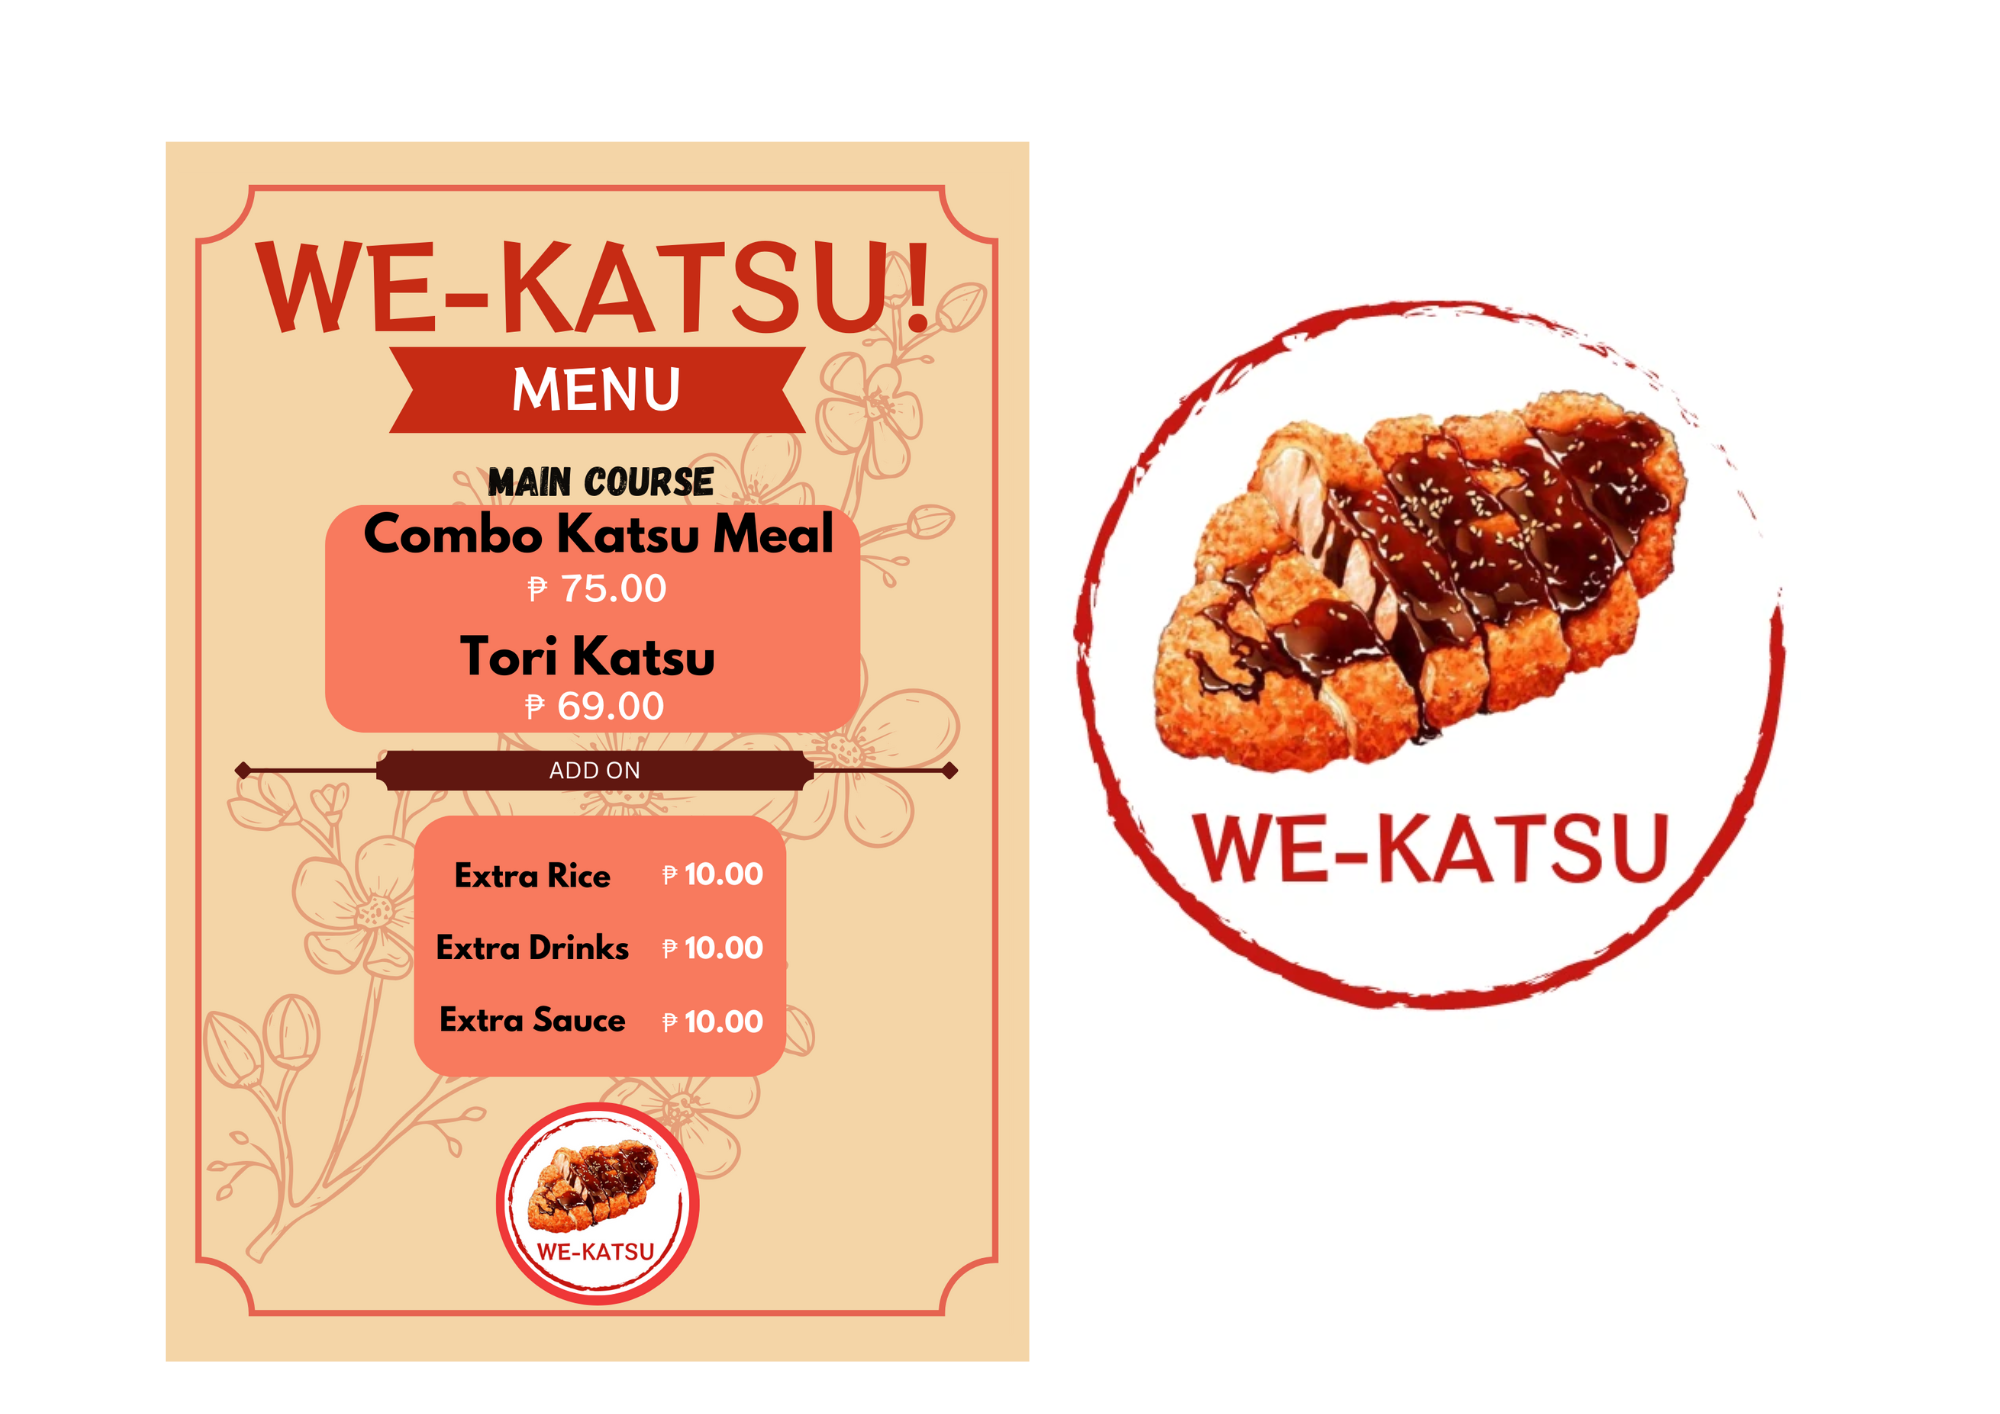 WE-KATSU!
MENU
MAIN COURSE
Combo Katsu Meal
₱ 75.00
Tori Katsu
₱ 69.00
ADD ON
Extra Rice ₱ 10.00
Extra Drinks ₱ 10.00
Extra Sauce ₱ 10.00
WE-KATSU
WE-KATSU